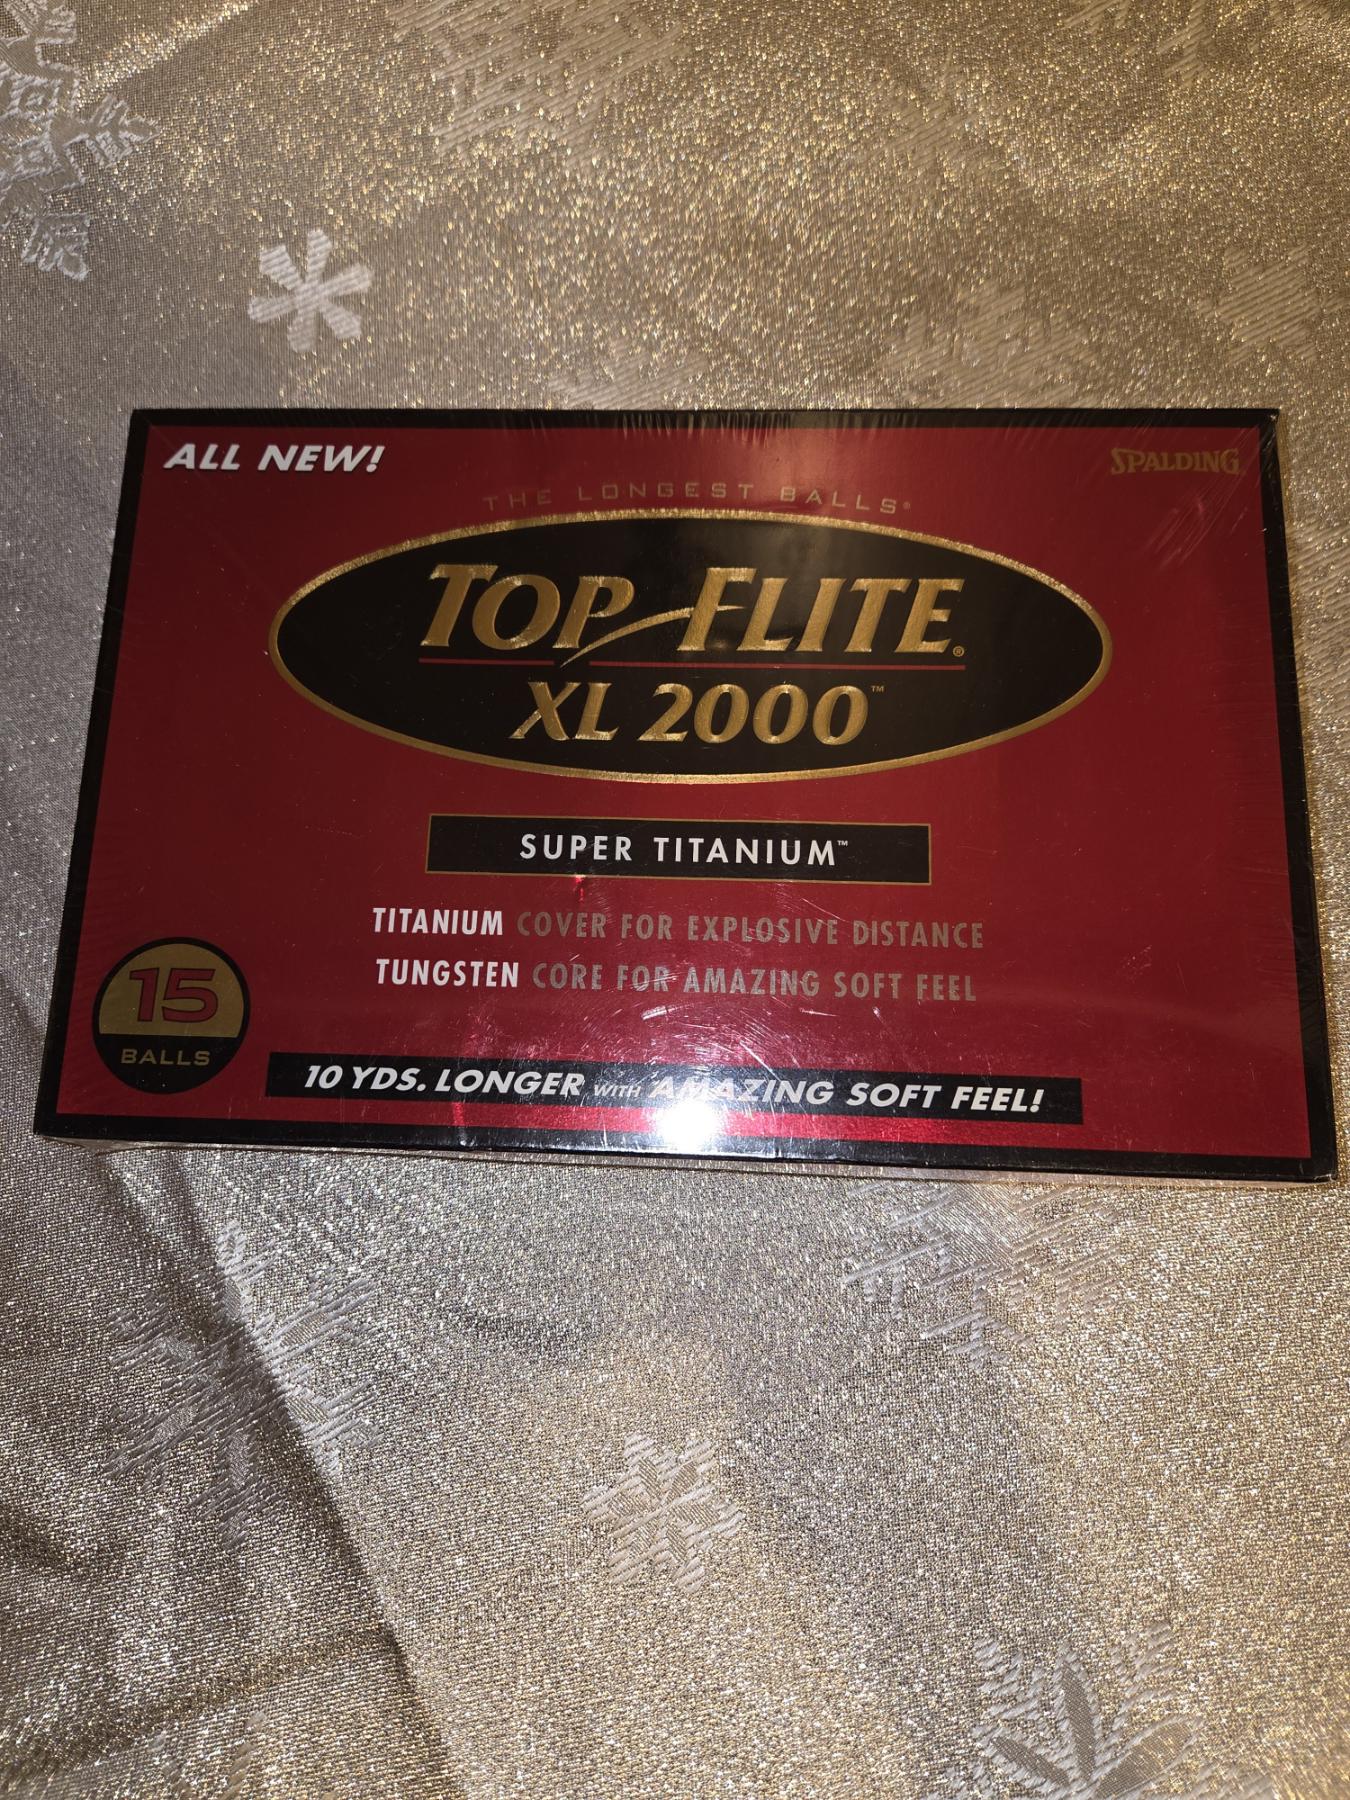 ALL NEW!
SPALDING
THE LONGEST BALLS®
TOP FLITE®
XL 2000™
SUPER TITANIUM™
TITANIUM COVER FOR EXPLOSIVE DISTANCE
TUNGSTEN CORE FOR AMAZING SOFT FEEL
15
BALLS
10 YDS. LONGER WITH AMAZING SOFT FEEL!